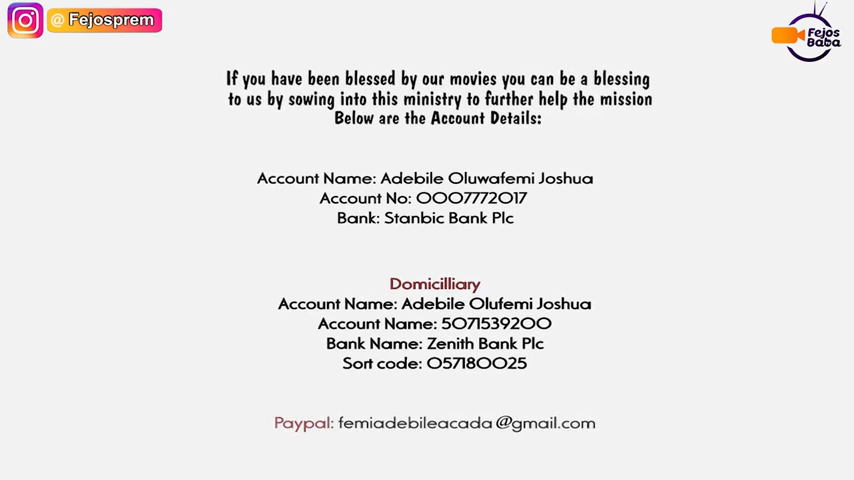 @ Fejosprem
Fejos
Baba
If you have been blessed by our movies you can be a blessing
to us by sowing into this ministry to further help the mission
Below are the Account Details:
Account Name: Adebile Oluwafemi Joshua
Account No: 0007772017
Bank: Stanbic Bank Plc
Domicilliary
Account Name: Adebile Olufemi Joshua
Account Name: 5071539200
Bank Name: Zenith Bank Plc
Sort code: 057180025
Paypal: femiadebileacada@gmail.com